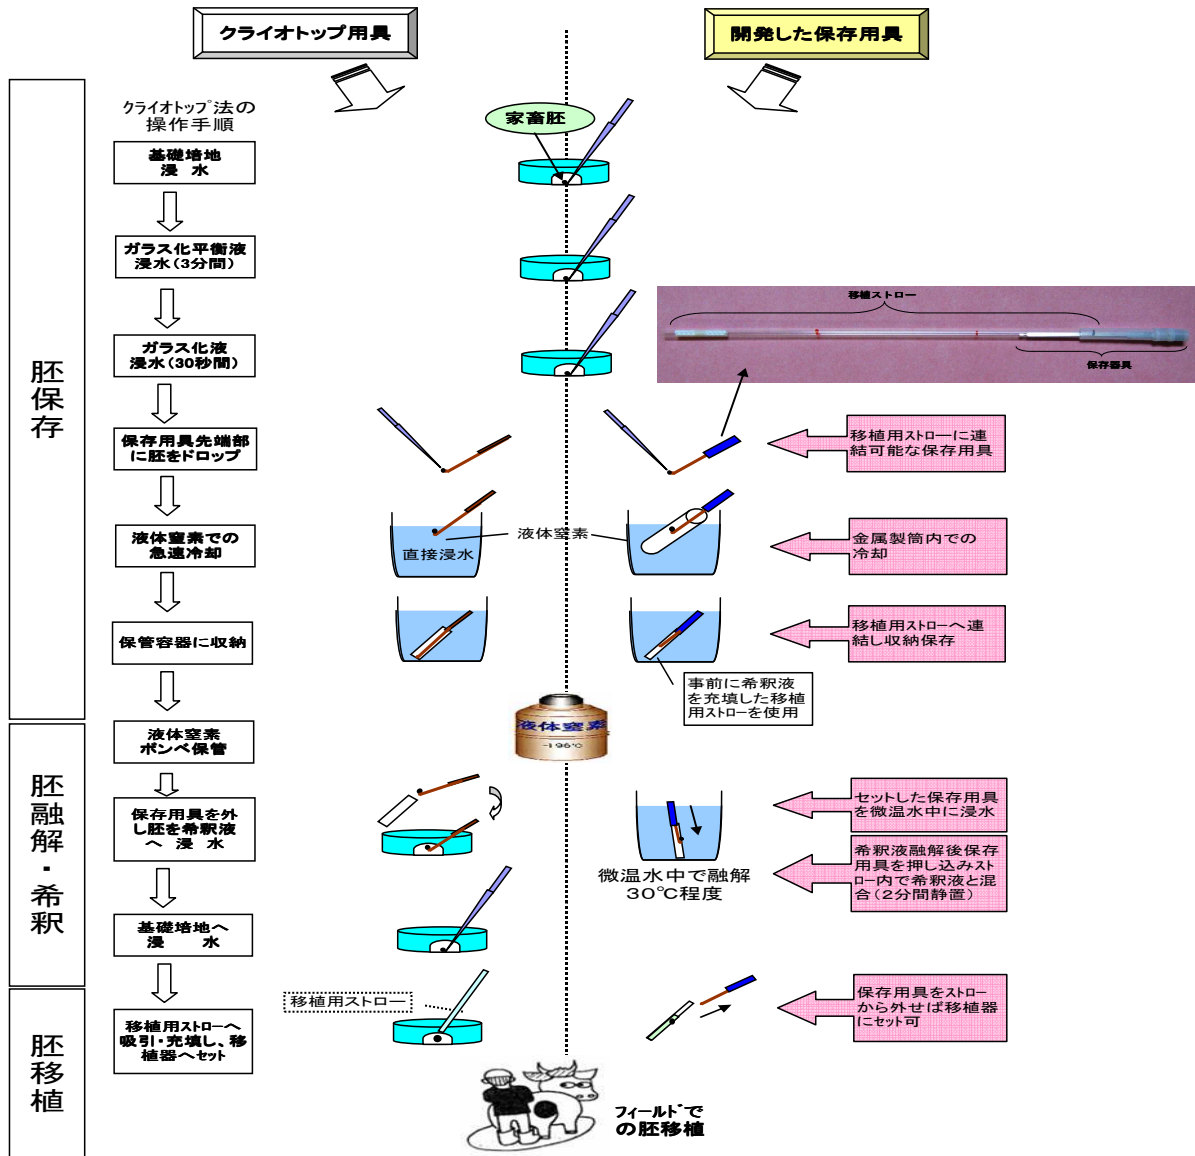 クライオトップ用具
開発した保存用具
クライオトップ法の
操作手順
胚保存
基礎培地
浸 水
家畜胚
ガラス化平衡液
浸水(3分間)
ガラス化液
浸水(30秒間)
移植ストロー
保存器具
保存用具先端部
に胚をドロップ
移植用ストローに連
結可能な保存用具
液体窒素での
急速冷却
直接浸水
液体窒素
金属製筒内での
冷却
保管容器に収納
移植用ストローへ連
結し収納保存
事前に希釈液
を充填した移植
用ストローを使用
胚融解・希釈
液体窒素
ボンベ保管
液体窒素
-196℃
保存用具を外
し胚を希釈液
へ 浸 水
セットした保存用具
を微温水中に浸水
微温水中で融解
30℃程度
希釈液融解後保存
用具を押し込みスト
ロー内で希釈液と混
合(2分間静置)
基礎培地へ
浸 水
胚移植
移植用ストローへ
吸引・充填し、移
植器へセット
移植用ストロー
保存用具をストロー
から外せば移植器
にセット可
フィールドで
の胚移植